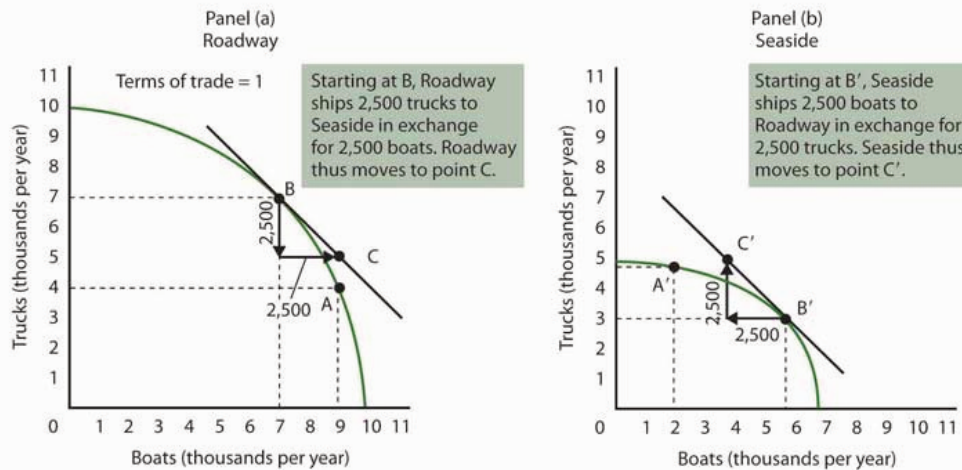 Panel (a)
Roadway
Terms of trade = 1
Starting at B, Roadway
ships 2,500 trucks to
Seaside in exchange
for 2,500 boats. Roadway
thus moves to point C.
Trucks (thousands per year)
11
10
9
8
7
6
5
4
3
2
1
B
2,500
C
A
2,500
0 1 2 3 4 5 6 7 8 9 10 11
Boats (thousands per year)
Panel (b)
Seaside
Starting at B′, Seaside
ships 2,500 boats to
Roadway in exchange for
2,500 trucks. Seaside thus
moves to point C′.
Trucks (thousands per year)
11
10
9
8
7
6
5
4
3
2
1
C′
A′
2,500
B′
2,500
0 1 2 3 4 5 6 7 8 9 10 11
Boats (thousands per year)